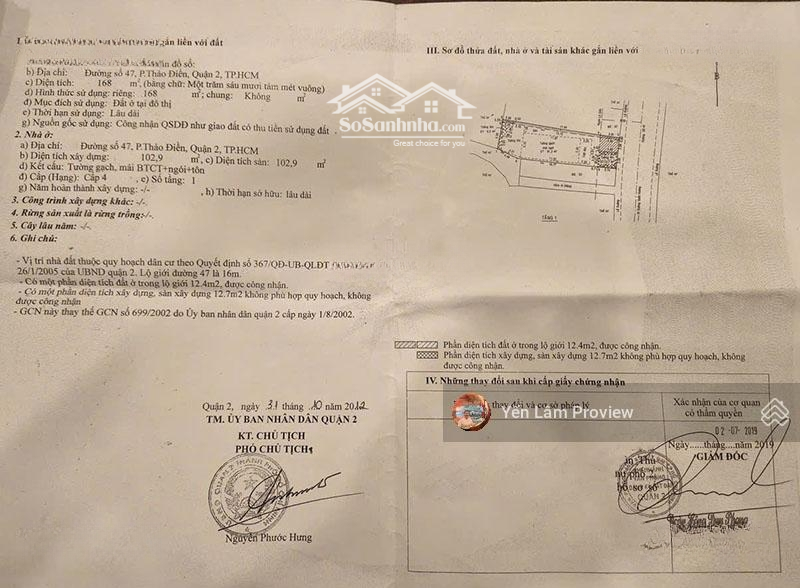 gắn liền với đất
b) Địa chỉ: Đường số 47, P.Thảo Điền, Quận 2, TP.HCM
c) Diện tích: 168 m², (bằng chữ: Một trăm sáu mươi tám mét vuông)
d) Hình thức sử dụng: riêng: 168 m²; chung: Không m²
đ) Mục đích sử dụng: Đất ở tại đô thị
e) Thời hạn sử dụng: Lâu dài
g) Nguồn gốc sử dụng: Công nhận QSDĐ như giao đất có thu tiền sử dụng đất.
2. Nhà ở:
a) Địa chỉ: Đường số 47, P.Thảo Điền, Quận 2, TP.HCM
b) Diện tích xây dựng: 102,9 m², c) Diện tích sàn: 102,9 m²
d) Kết cấu: Tường gạch, mái BTCT+ngói+tôn
đ) Cấp (Hạng): Cấp 4 , e) Số tầng: 1
g) Năm hoàn thành xây dựng: -/- , h) Thời hạn sở hữu: lâu dài
3. Công trình xây dựng khác: -/-
4. Rừng sản xuất là rừng trồng:-/-.
5. Cây lâu năm: -/-.
6. Ghi chú:
- Vị trí nhà đất thuộc quy hoạch dân cư theo Quyết định số 367/QĐ-UB-QLĐT
26/1/2005 của UBND quận 2. Lộ giới đường 47 là 16m.
- Có một phần diện tích đất ở trong lộ giới 12.4m2, được công nhận.
- Có một phần diện tích xây dựng, sàn xây dựng 12.7m2 không phù hợp quy hoạch, không
được công nhận
- GCN này thay thế GCN số 699/2002 do Ủy ban nhân dân quận 2 cấp ngày 1/8/2002.
Quận 2, ngày 31 tháng 10 năm 2012
TM. ỦY BAN NHÂN DÂN QUẬN 2
KT. CHỦ TỊCH
PHÓ CHỦ TỊCH
Nguyễn Phước Hưng
SoSanhnha.com
Great choice for you
III. Sơ đồ thửa đất, nhà ở và tài sản khác gắn liền với
B
TẦNG 1
Phần diện tích đất ở trong lộ giới 12.4m2, được công nhận.
Phần diện tích xây dựng, sàn xây dựng 12.7m2 không phù hợp quy hoạch, không
được công nhận.
IV. Những thay đổi sau khi cấp giấy chứng nhận
thay đổi và cơ sở pháp lý
Xác nhận của cơ quan
có thẩm quyền
Yên Lâm Proview
02-07-2019
Ngày......tháng....năm 2019
GIÁM ĐỐC
QUẬN 2